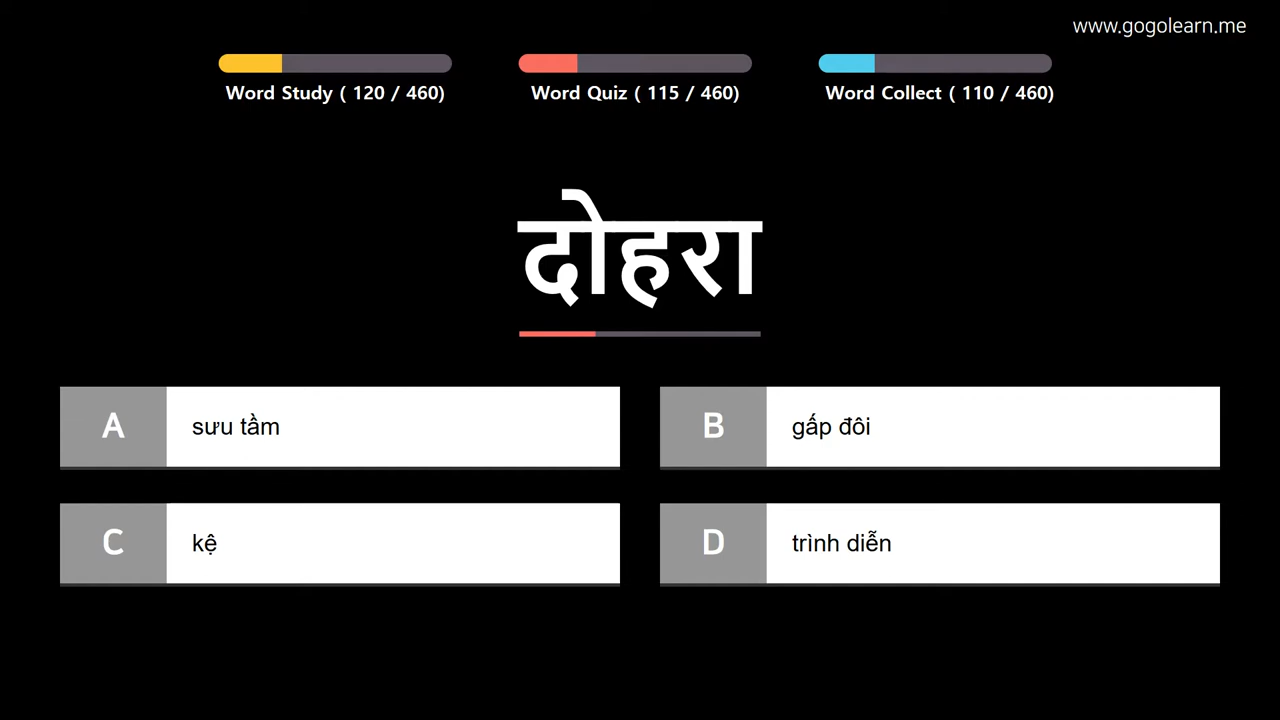 www.gogolearn.me
Word Study ( 120 / 460)
Word Quiz ( 115 / 460)
Word Collect ( 110 / 460)
दोहरा
A sưu tầm
B gấp đôi
C kệ
D trình diễn